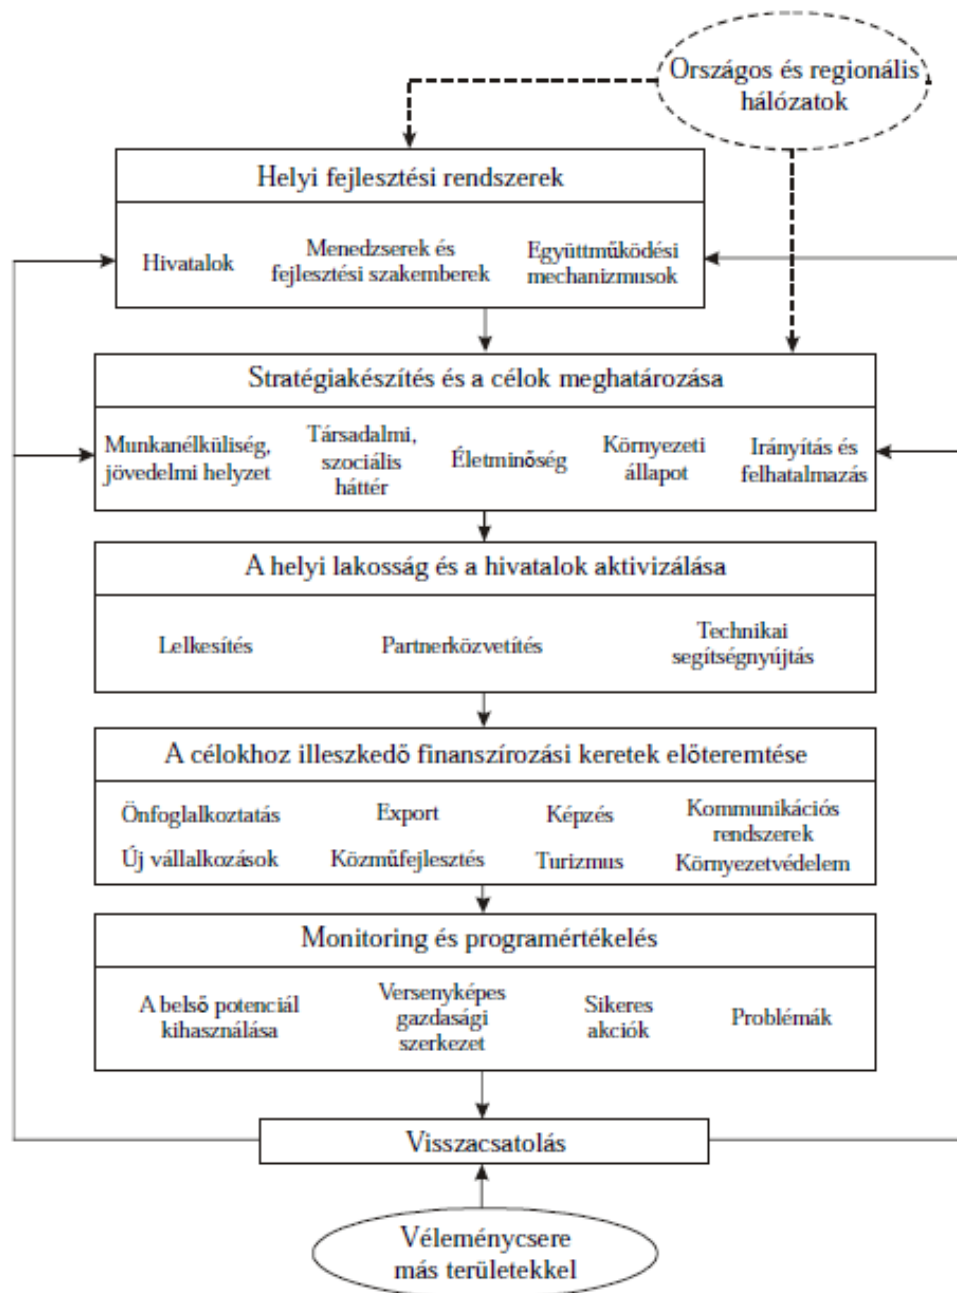 Országos és regionális
hálózatok
Helyi fejlesztési rendszerek
Hivatalok
Menedzserek és
fejlesztési szakemberek
Együttműködési
mechanizmusok
Stratégiakészítés és a célok meghatározása
Munkanélküliség,
jövedelmi helyzet
Társadalmi,
szociális
háttér
Életminőség
Környezeti
állapot
Irányítás és
felhatalmazás
A helyi lakosság és a hivatalok aktivizálása
Lelkesítés
Partnerközvetítés
Technikai
segítségnyújtás
A célokhoz illeszkedő finanszírozási keretek előteremtése
Önfoglalkoztatás
Export
Képzés
Kommunikációs
rendszerek
Új vállalkozások
Közműfejlesztés
Turizmus
Környezetvédelem
Monitoring és programértékelés
A belső potenciál
kihasználása
Versenyképes
gazdasági
szerkezet
Sikeres
akciók
Problémák
Visszacsatolás
Véleménycsere
más területekkel